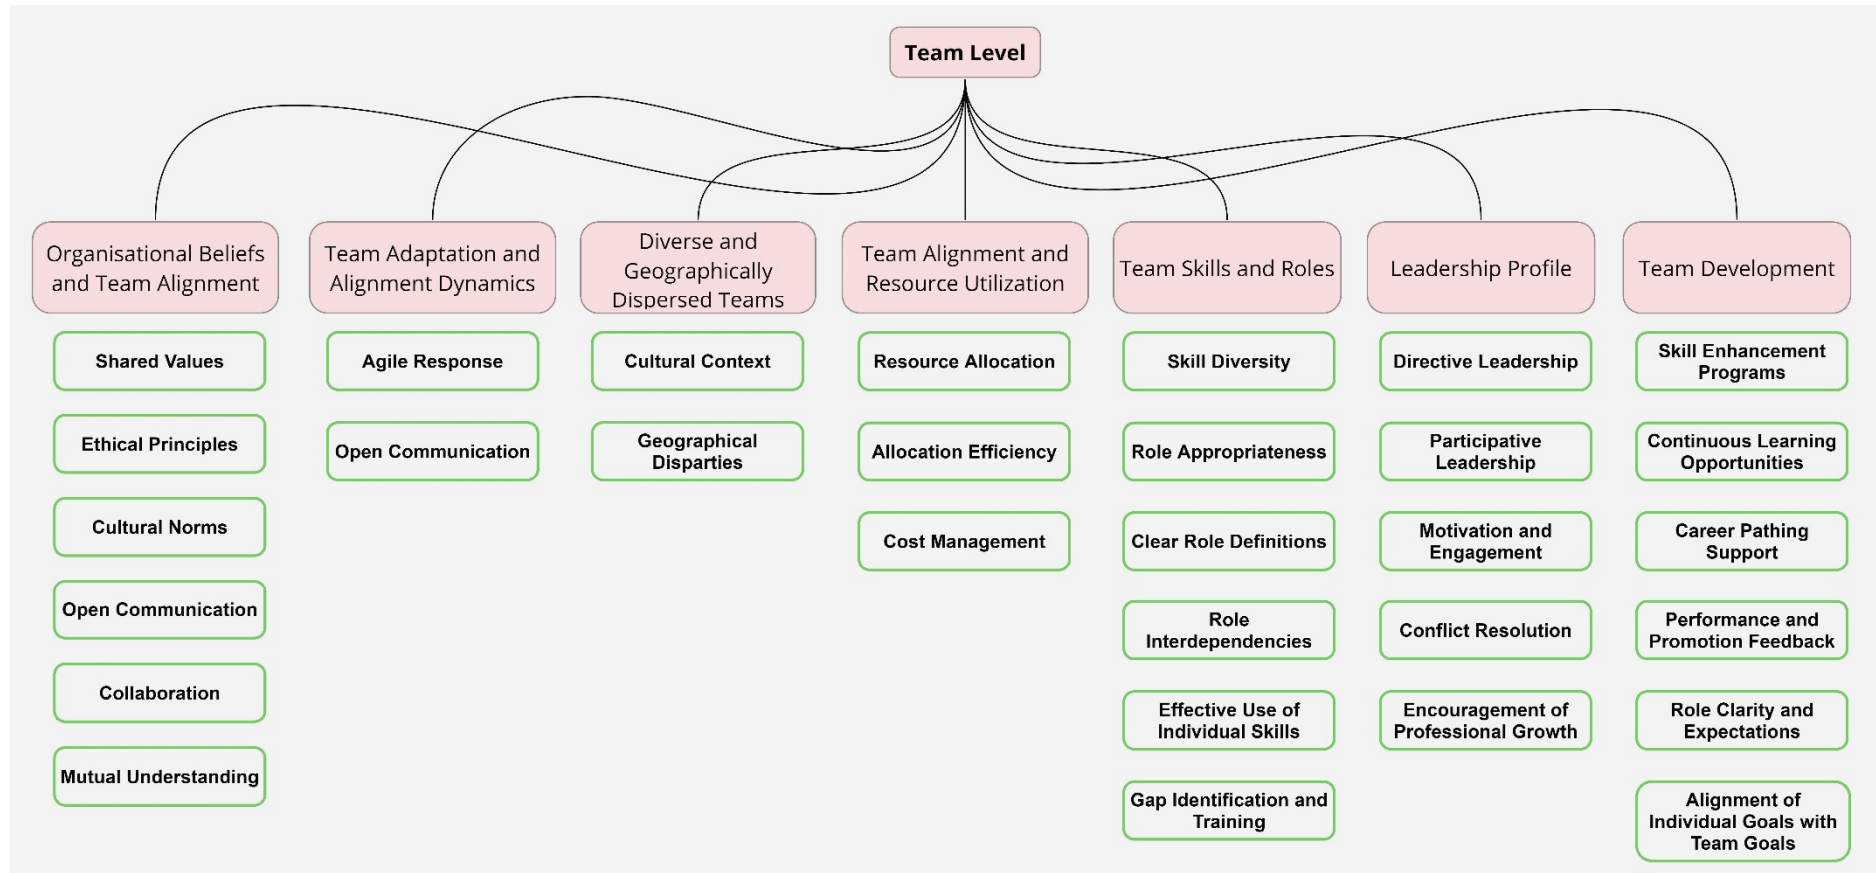 Team Level
Organisational Beliefs
and Team Alignment
Shared Values
Ethical Principles
Cultural Norms
Open Communication
Collaboration
Mutual Understanding
Team Adaptation and
Alignment Dynamics
Agile Response
Open Communication
Diverse and
Geographically
Dispersed Teams
Cultural Context
Geographical
Disparties
Team Alignment and
Resource Utilization
Resource Allocation
Allocation Efficiency
Cost Management
Team Skills and Roles
Skill Diversity
Role Appropriateness
Clear Role Definitions
Role
Interdependencies
Effective Use of
Individual Skills
Gap Identification and
Training
Leadership Profile
Directive Leadership
Participative
Leadership
Motivation and
Engagement
Conflict Resolution
Encouragement of
Professional Growth
Team Development
Skill Enhancement
Programs
Continuous Learning
Opportunities
Career Pathing
Support
Performance and
Promotion Feedback
Role Clarity and
Expectations
Alignment of
Individual Goals with
Team Goals